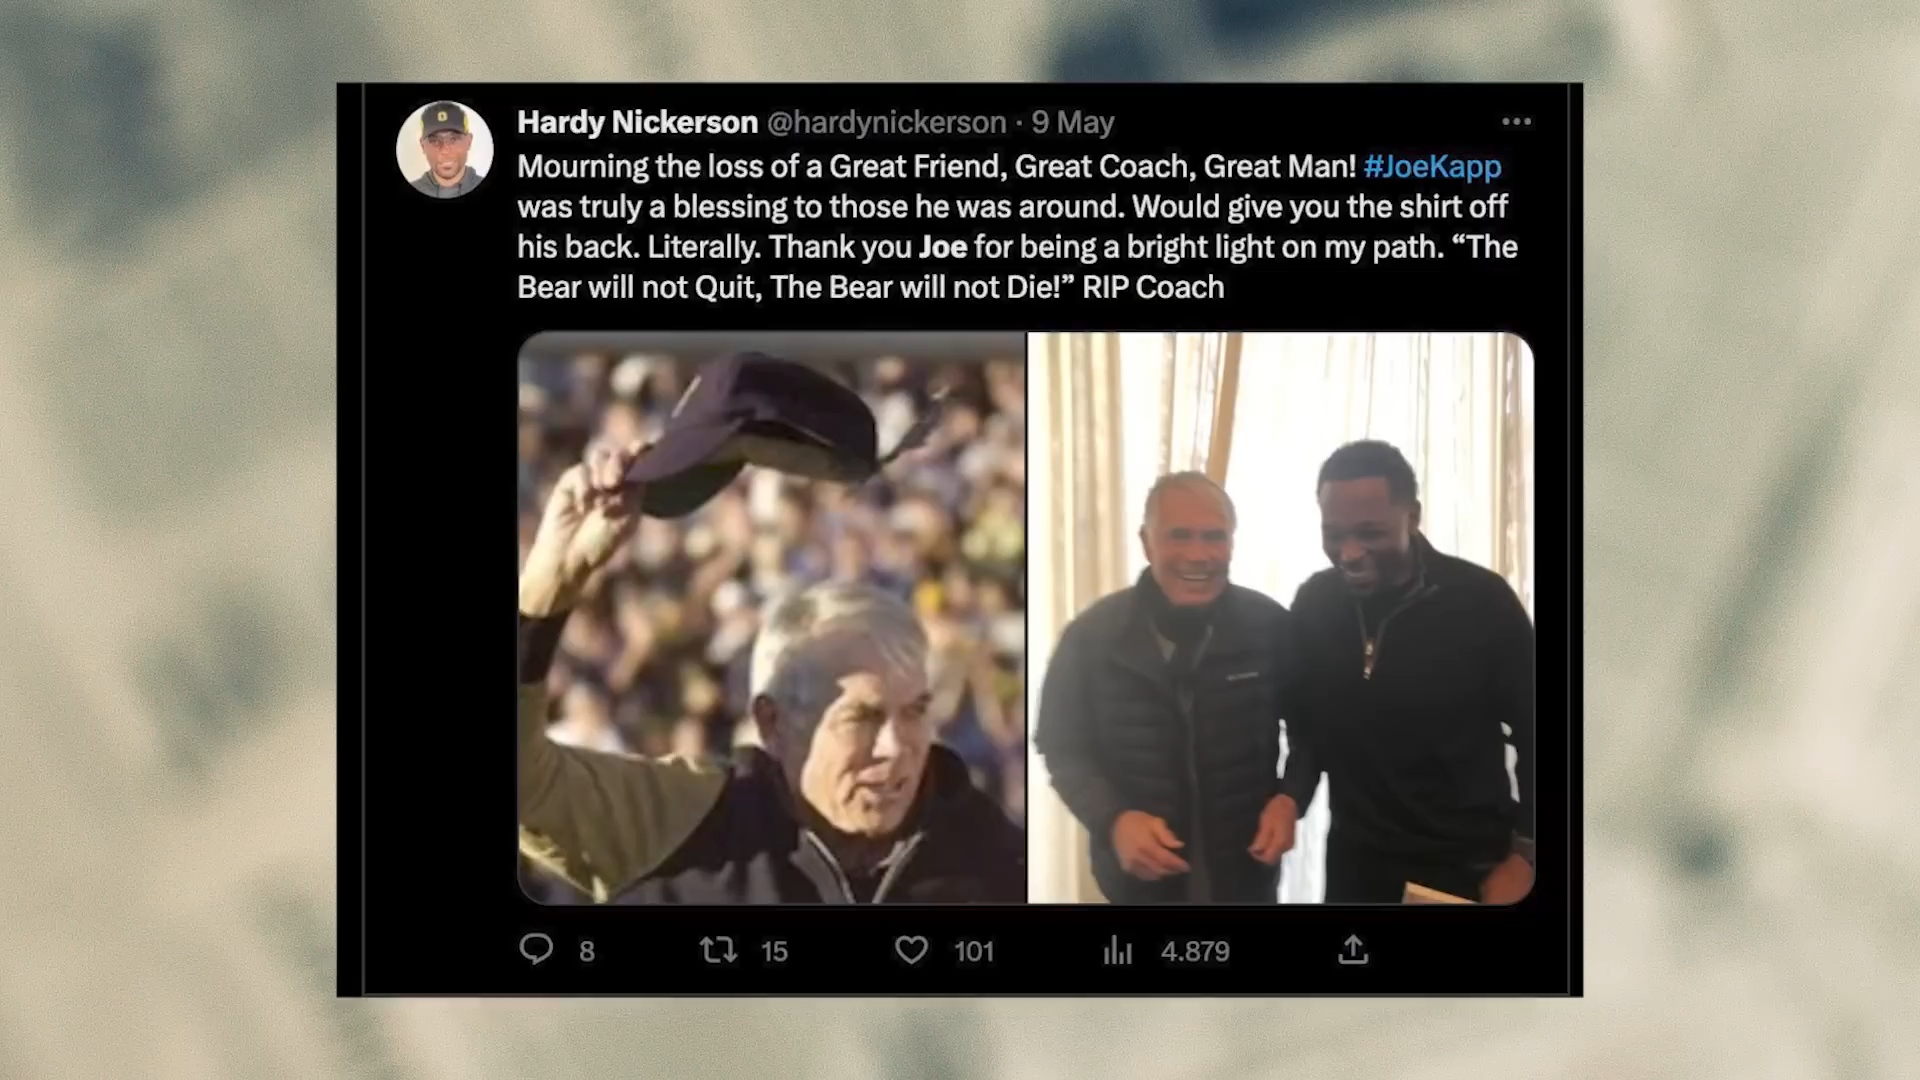 Hardy Nickerson @hardynickerson · 9 May
Mourning the loss of a Great Friend, Great Coach, Great Man! #JoeKapp
was truly a blessing to those he was around. Would give you the shirt off
his back. Literally. Thank you Joe for being a bright light on my path. “The
Bear will not Quit, The Bear will not Die!” RIP Coach
8 15 101 4.879